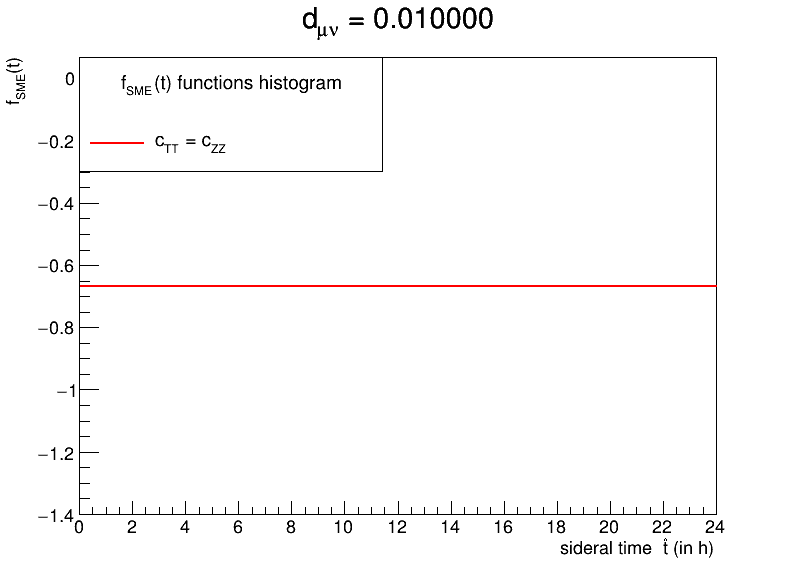 d_μν = 0.010000
f_SME(t)
f_SME(t) functions histogram
c_TT = c_ZZ
0
−0.2
−0.4
−0.6
−0.8
−1
−1.2
−1.4
0 2 4 6 8 10 12 14 16 18 20 22 24
sideral time t̂ (in h)